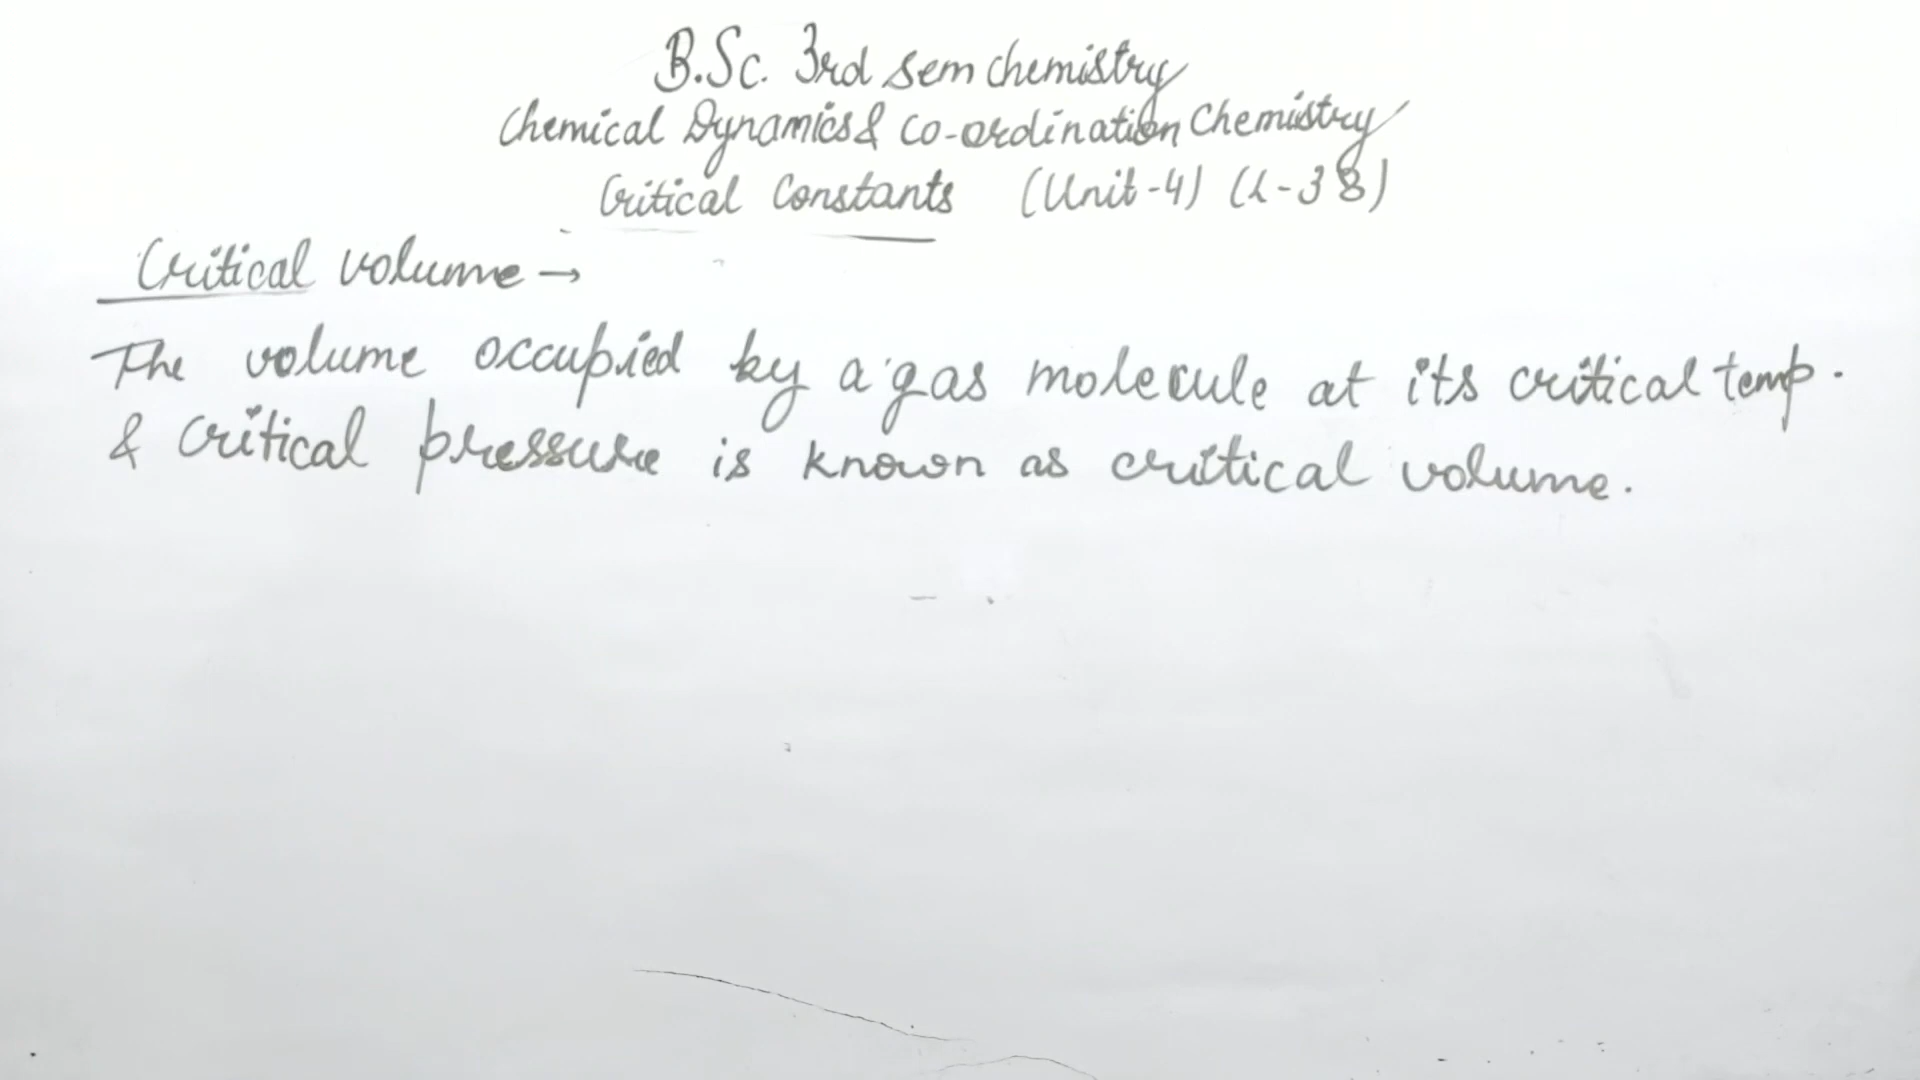 B.Sc. 3rd sem chemistry
Chemical Dynamics & co-ordination Chemistry
Critical Constants (Unit-4) (L-38)
Critical volume →
The volume occupied by a gas molecule at its critical temp.
& critical pressure is known as critical volume.